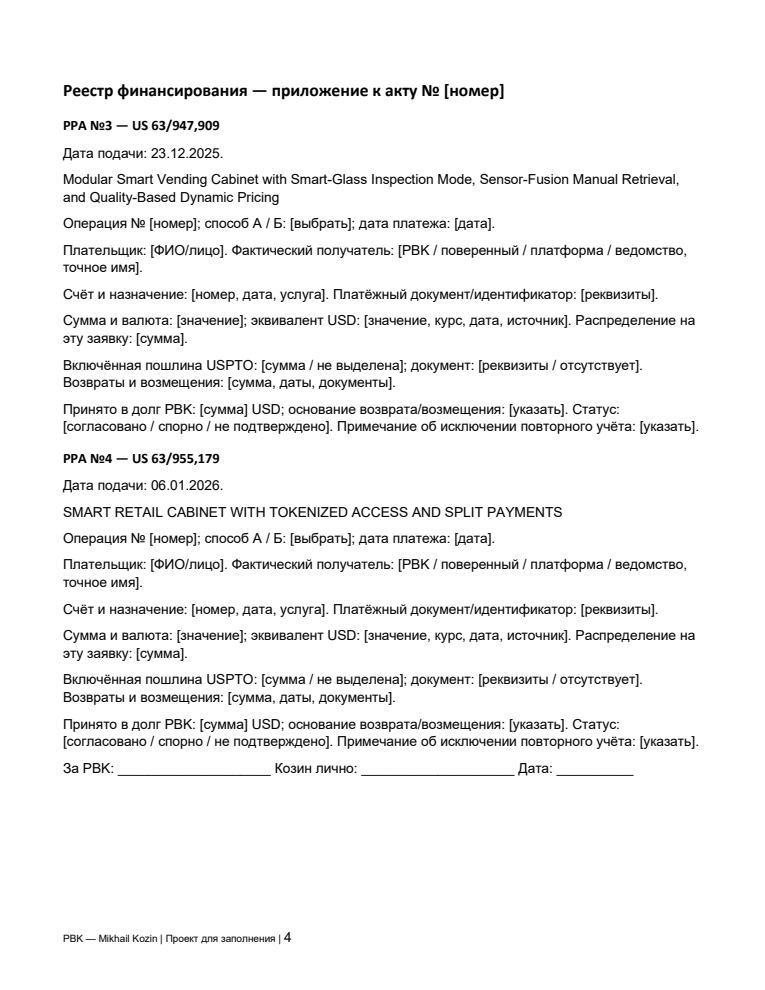 Реестр финансирования — приложение к акту № [номер]
PPA №3 — US 63/947,909
Дата подачи: 23.12.2025.
Modular Smart Vending Cabinet with Smart-Glass Inspection Mode, Sensor-Fusion Manual Retrieval,
and Quality-Based Dynamic Pricing
Операция № [номер]; способ А / Б: [выбрать]; дата платежа: [дата].
Плательщик: [ФИО/лицо]. Фактический получатель: [PBK / поверенный / платформа / ведомство,
точное имя].
Счёт и назначение: [номер, дата, услуга]. Платёжный документ/идентификатор: [реквизиты].
Сумма и валюта: [значение]; эквивалент USD: [значение, курс, дата, источник]. Распределение на
эту заявку: [сумма].
Включённая пошлина USPTO: [сумма / не выделена]; документ: [реквизиты / отсутствует].
Возвраты и возмещения: [сумма, даты, документы].
Принято в долг PBK: [сумма] USD; основание возврата/возмещения: [указать]. Статус:
[согласовано / спорно / не подтверждено]. Примечание об исключении повторного учёта: [указать].
PPA №4 — US 63/955,179
Дата подачи: 06.01.2026.
SMART RETAIL CABINET WITH TOKENIZED ACCESS AND SPLIT PAYMENTS
Операция № [номер]; способ А / Б: [выбрать]; дата платежа: [дата].
Плательщик: [ФИО/лицо]. Фактический получатель: [PBK / поверенный / платформа / ведомство,
точное имя].
Счёт и назначение: [номер, дата, услуга]. Платёжный документ/идентификатор: [реквизиты].
Сумма и валюта: [значение]; эквивалент USD: [значение, курс, дата, источник]. Распределение на
эту заявку: [сумма].
Включённая пошлина USPTO: [сумма / не выделена]; документ: [реквизиты / отсутствует].
Возвраты и возмещения: [сумма, даты, документы].
Принято в долг PBK: [сумма] USD; основание возврата/возмещения: [указать]. Статус:
[согласовано / спорно / не подтверждено]. Примечание об исключении повторного учёта: [указать].
За PBK: ____________________ Козин лично: ____________________ Дата: __________
PBK — Mikhail Kozin | Проект для заполнения | 4